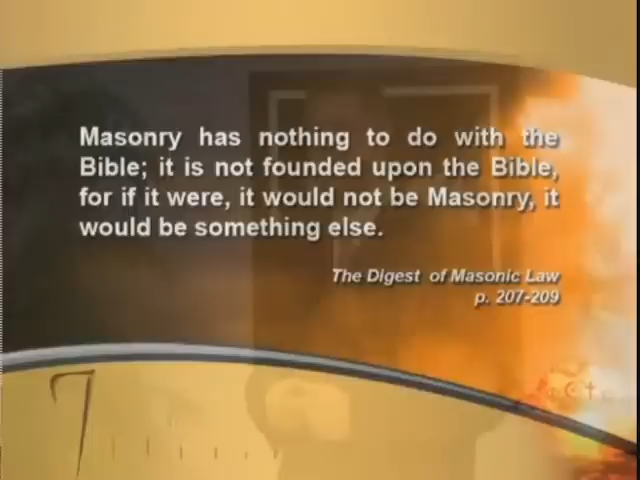 Masonry has nothing to do with the
Bible; it is not founded upon the Bible,
for if it were, it would not be Masonry, it
would be something else.
The Digest of Masonic Law
p. 207-209